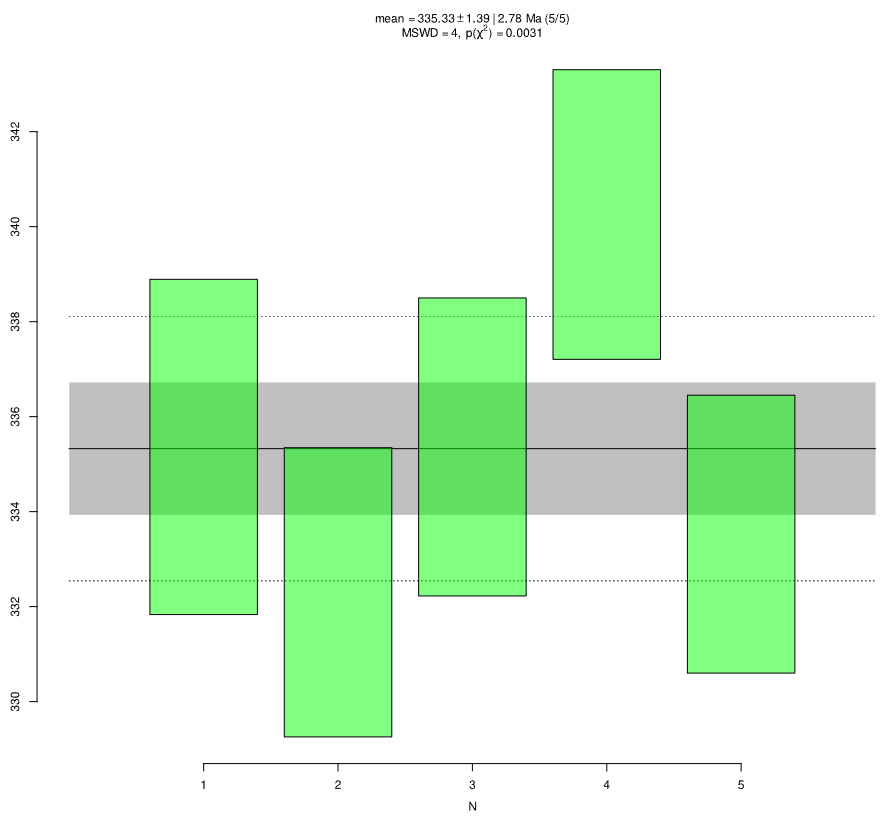 mean = 335.33 ± 1.39 | 2.78 Ma (5/5)
MSWD = 4, p(χ²) = 0.0031
342
340
338
336
334
332
330
1 2 3 4 5
N